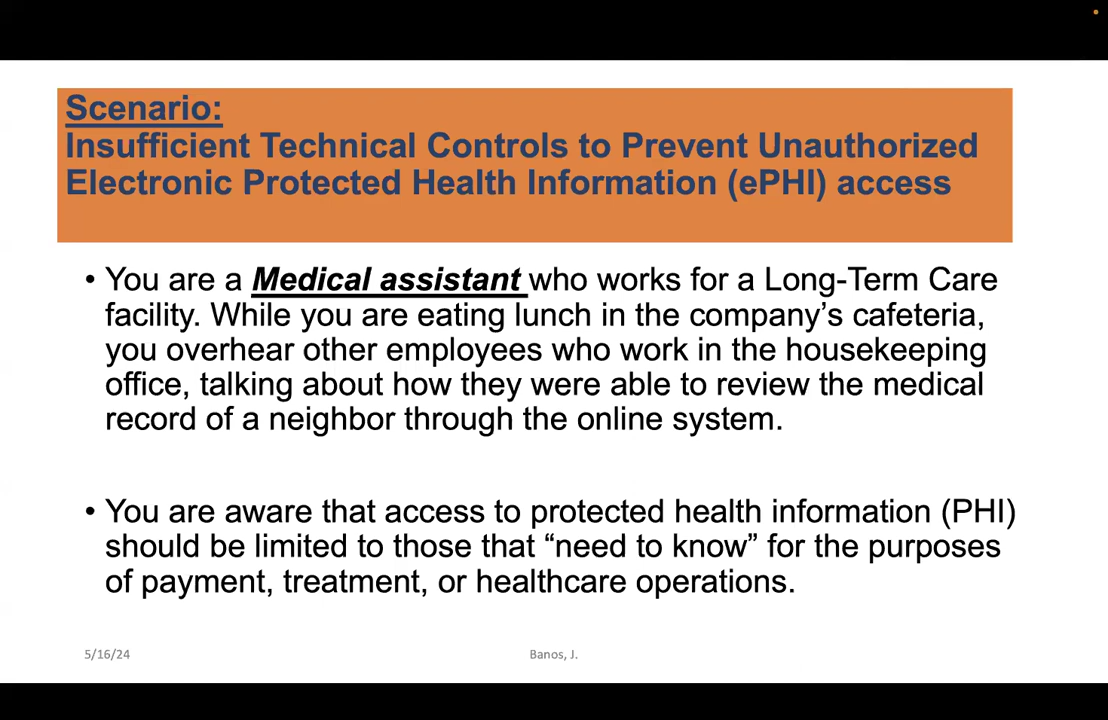 Scenario:
Insufficient Technical Controls to Prevent Unauthorized
Electronic Protected Health Information (ePHI) access
• You are a Medical assistant who works for a Long-Term Care
facility. While you are eating lunch in the company’s cafeteria,
you overhear other employees who work in the housekeeping
office, talking about how they were able to review the medical
record of a neighbor through the online system.
• You are aware that access to protected health information (PHI)
should be limited to those that “need to know” for the purposes
of payment, treatment, or healthcare operations.
5/16/24
Banos, J.